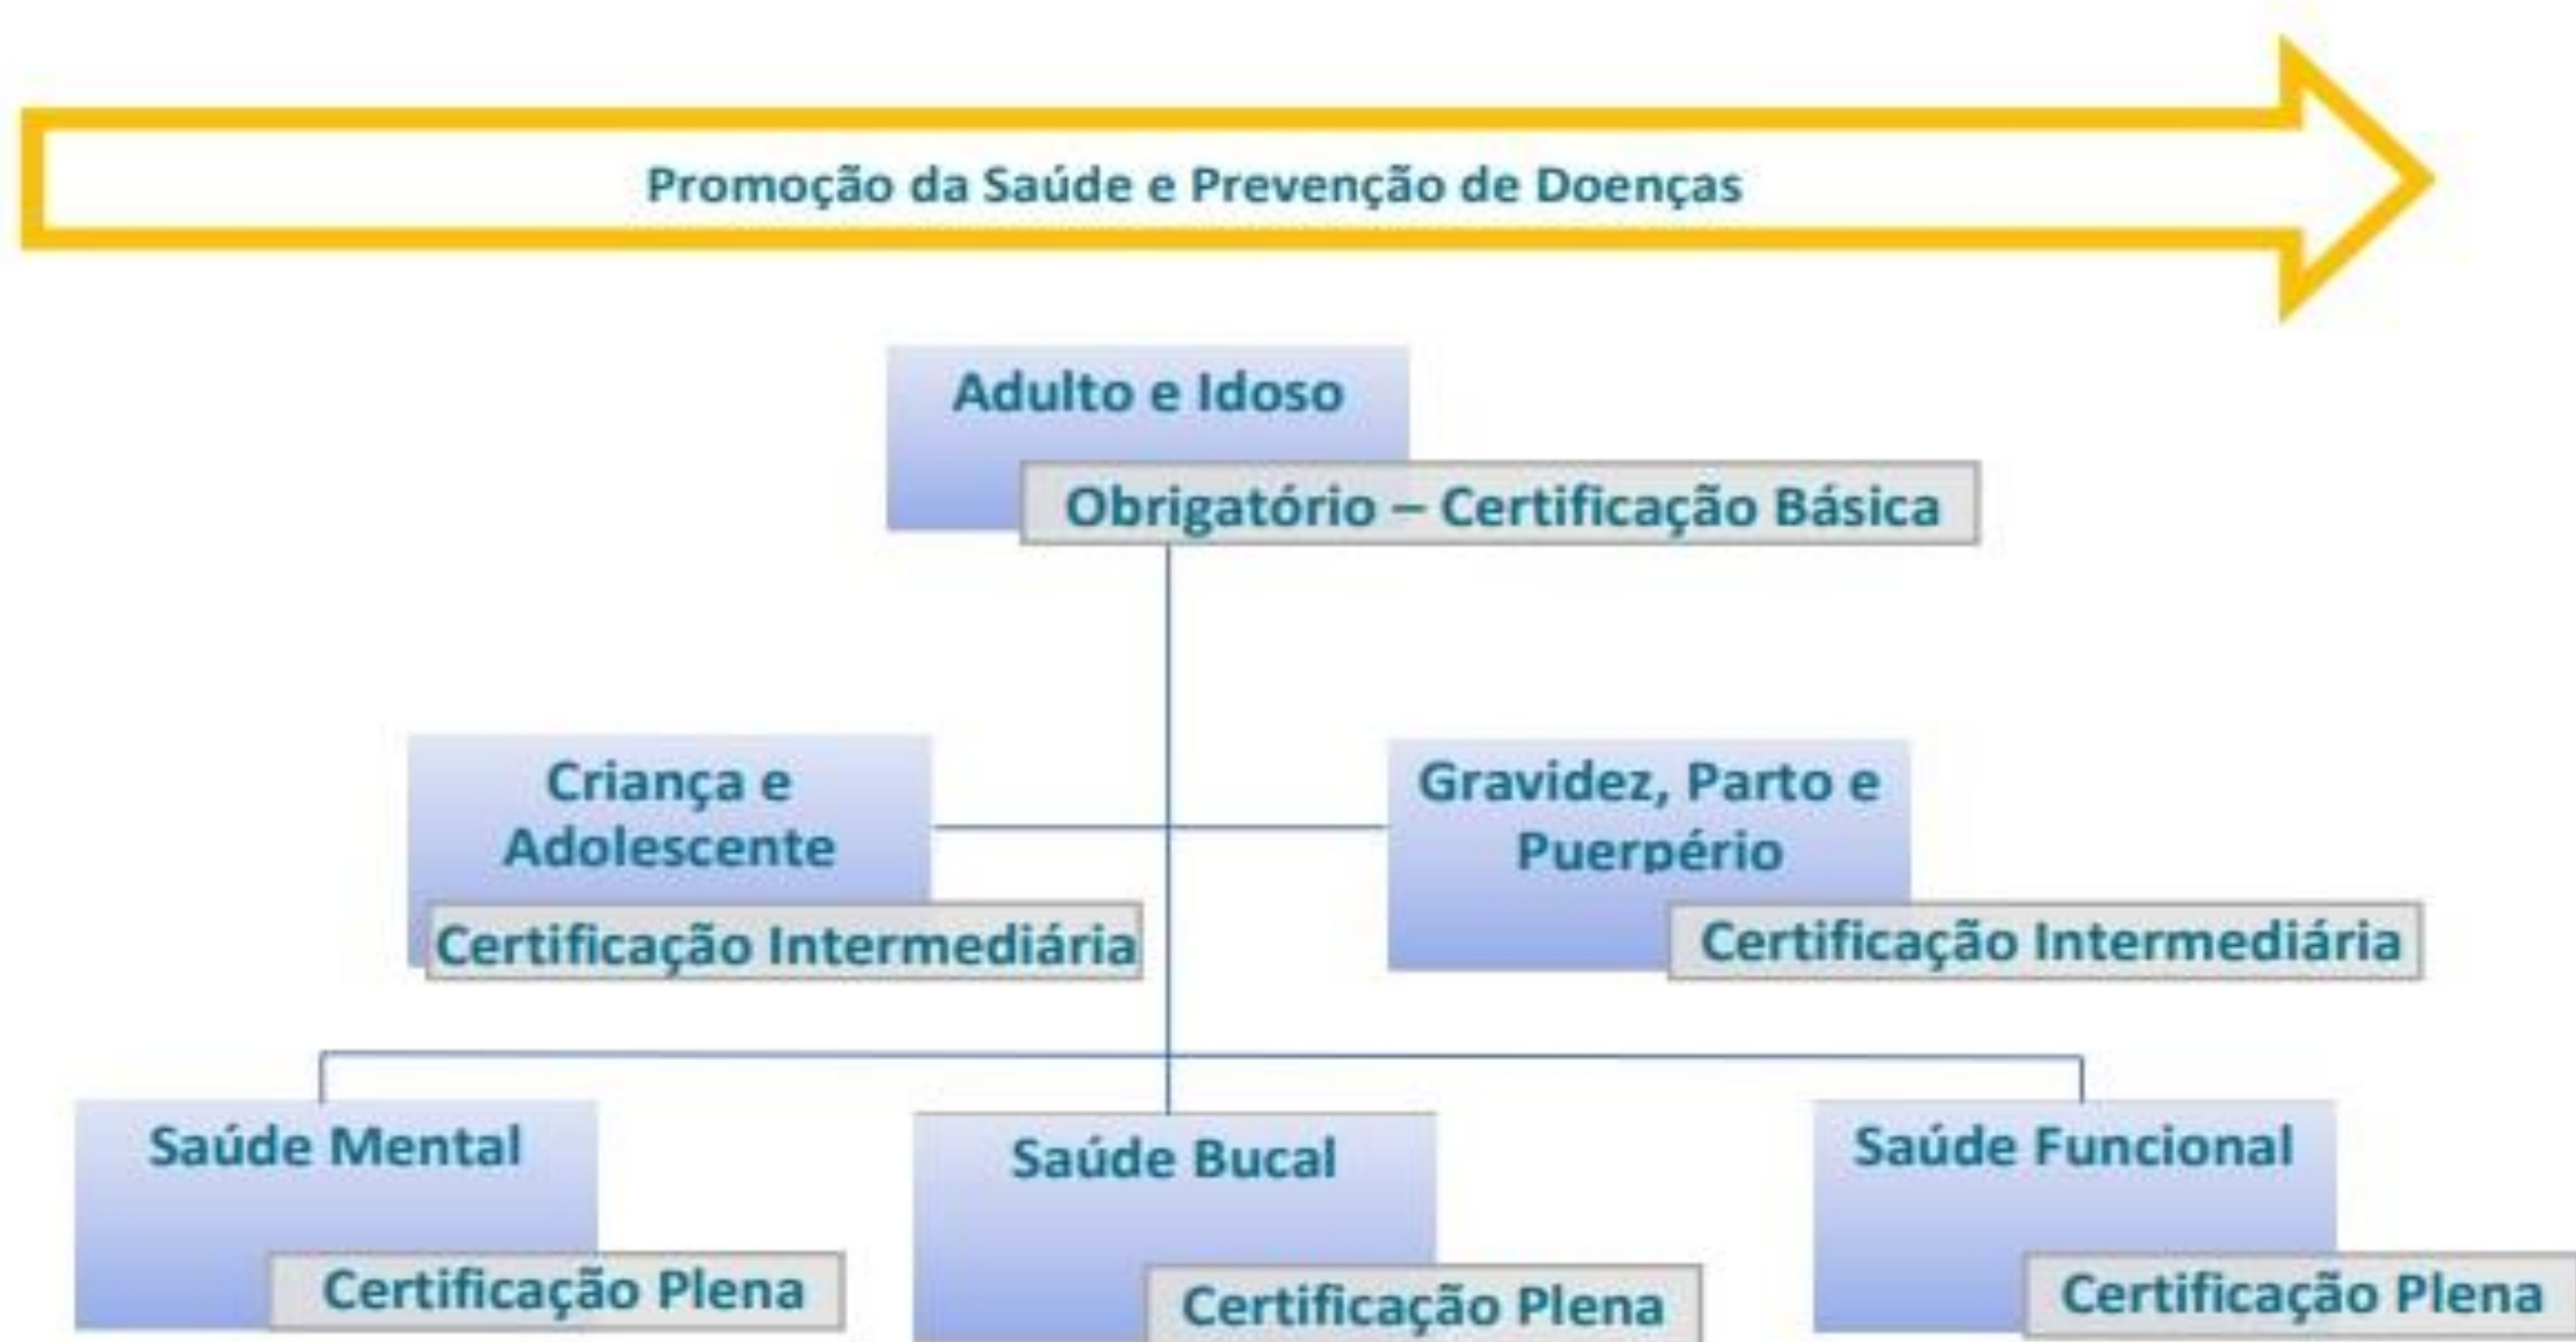 Promoção da Saúde e Prevenção de Doenças
Adulto e Idoso
Obrigatório – Certificação Básica
Criança e
Adolescente
Certificação Intermediária
Gravidez, Parto e
Puerpério
Certificação Intermediária
Saúde Mental
Certificação Plena
Saúde Bucal
Certificação Plena
Saúde Funcional
Certificação Plena